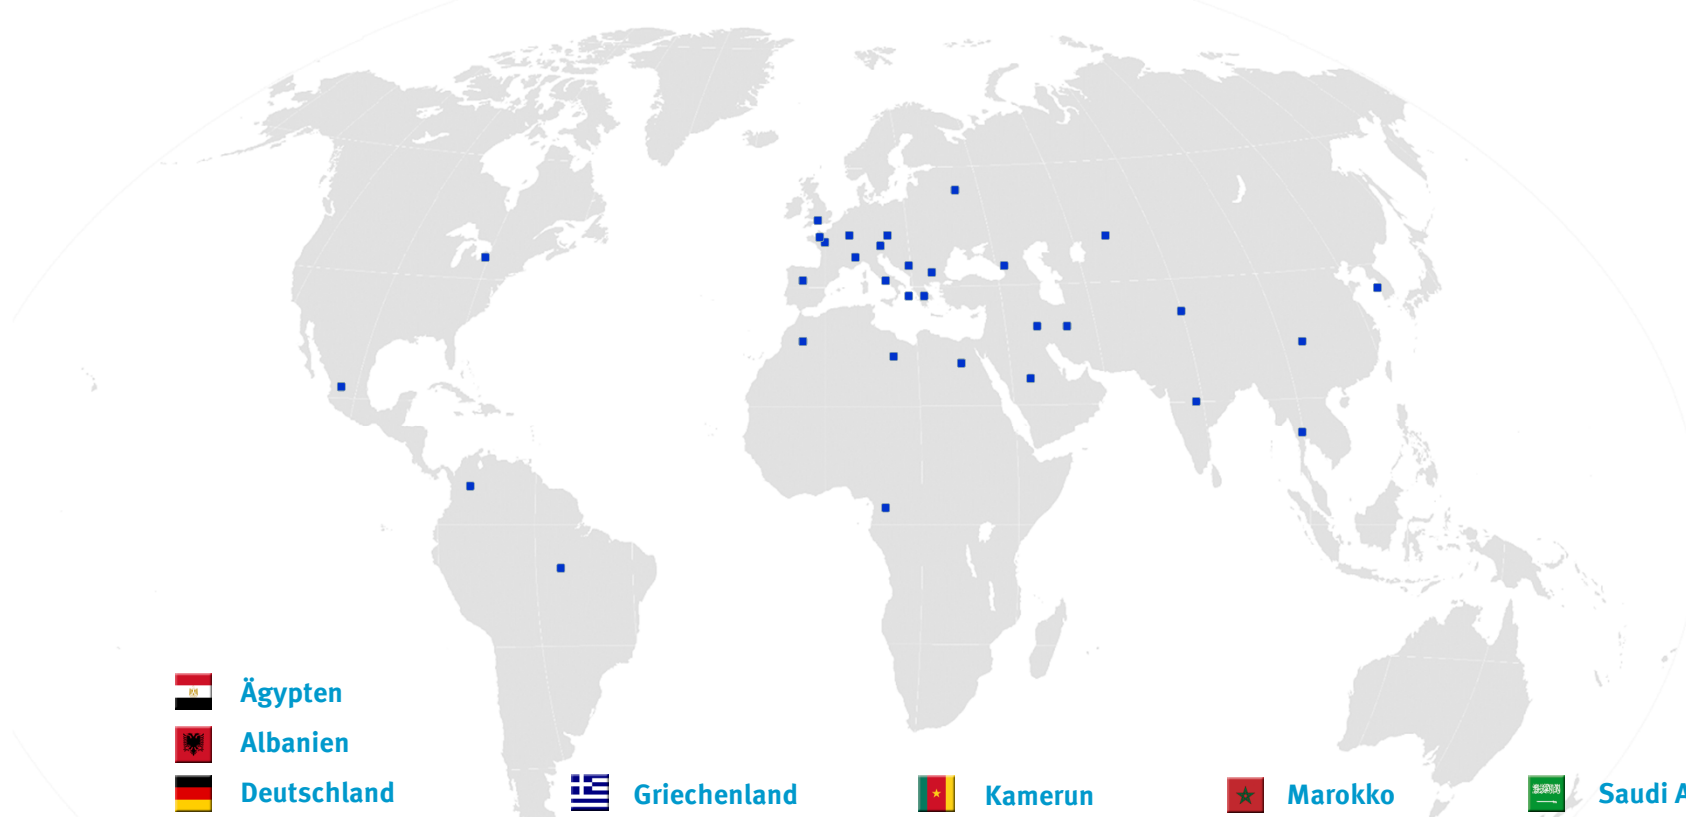 Ägypten
Albanien
Deutschland
Griechenland
Kamerun
Marokko
Saudi A